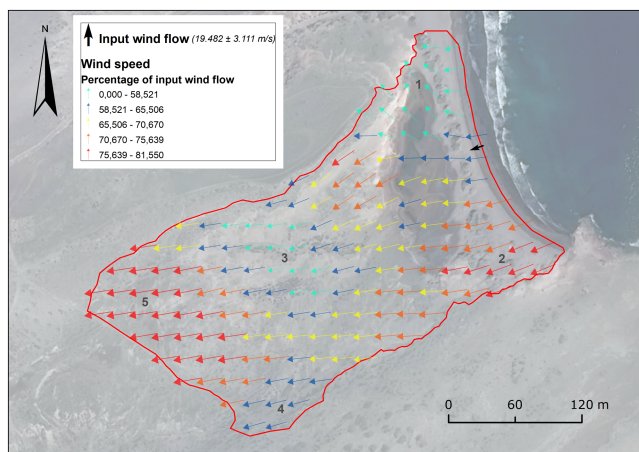 N
Input wind flow (19.482 ± 3.111 m/s)
Wind speed
Percentage of input wind flow
0,000 - 58,521
58,521 - 65,506
65,506 - 70,670
70,670 - 75,639
75,639 - 81,550
1
2
3
5
4
0 60 120 m